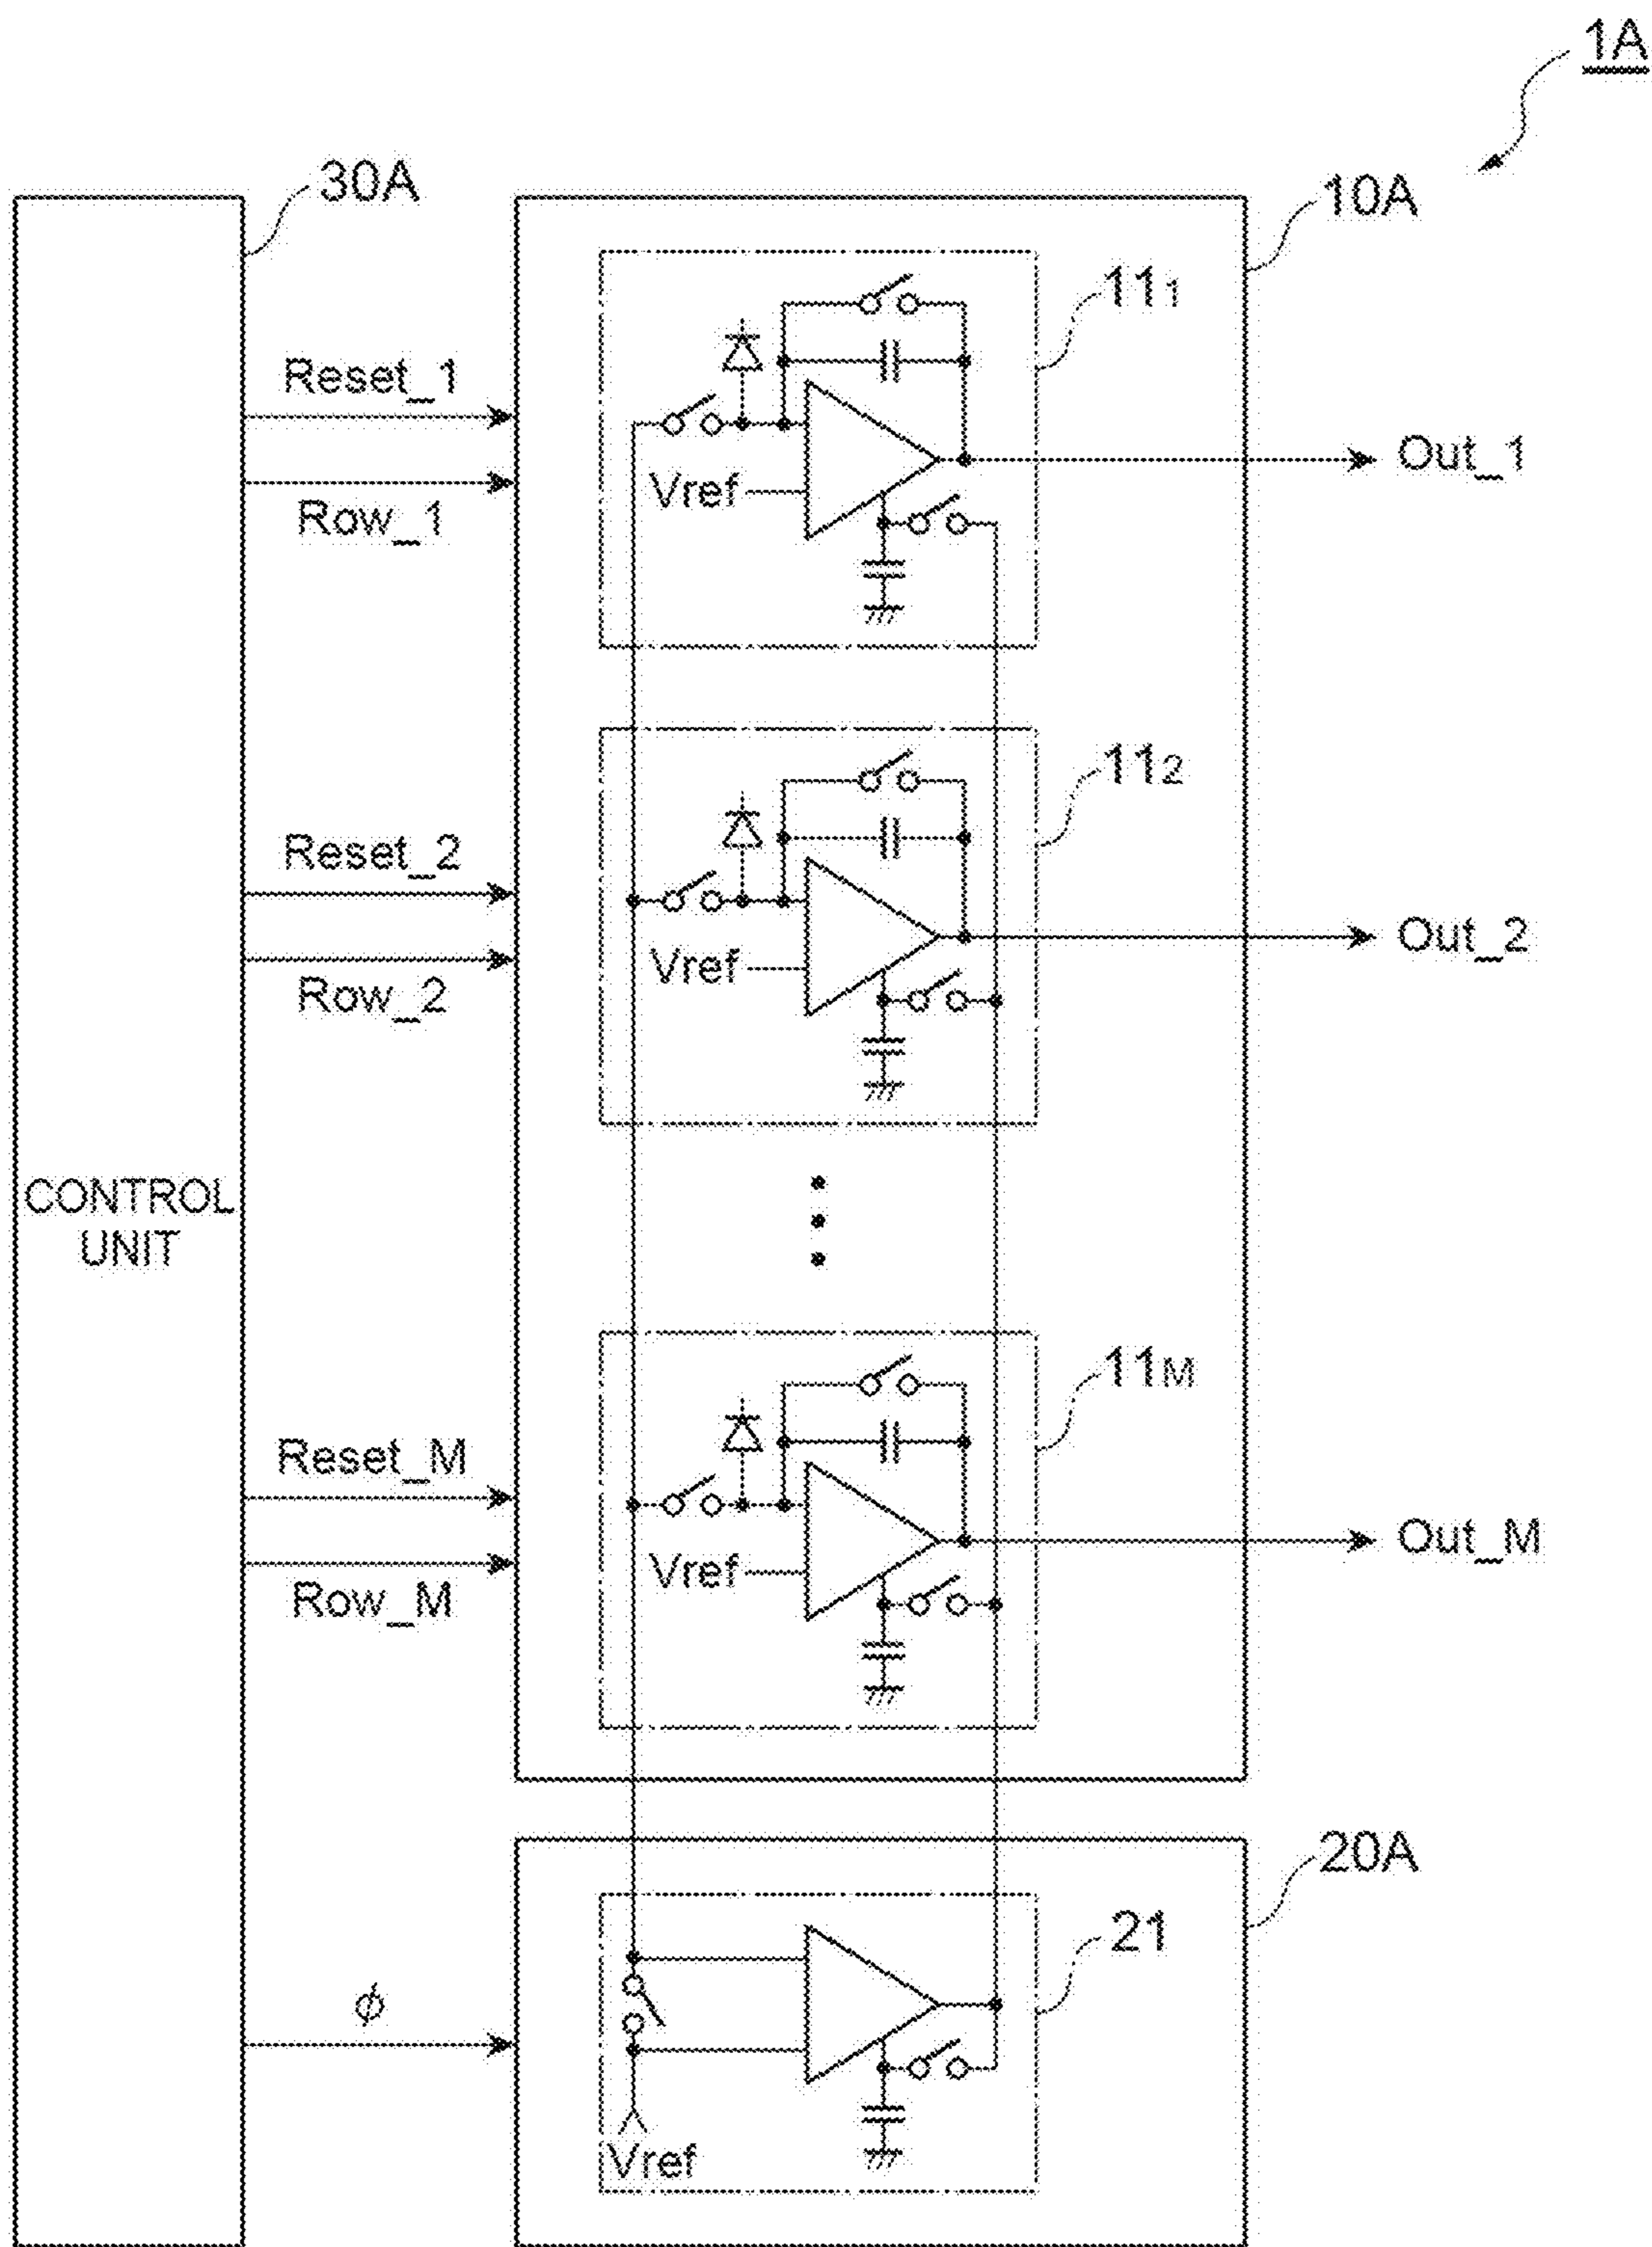 1A
30A
10A
11₁
Reset_1
Row_1
Vref
Out_1
11₂
Reset_2
Row_2
Vref
Out_2
CONTROL
UNIT
11M
Reset_M
Row_M
Vref
Out_M
20A
21
ϕ
Vref